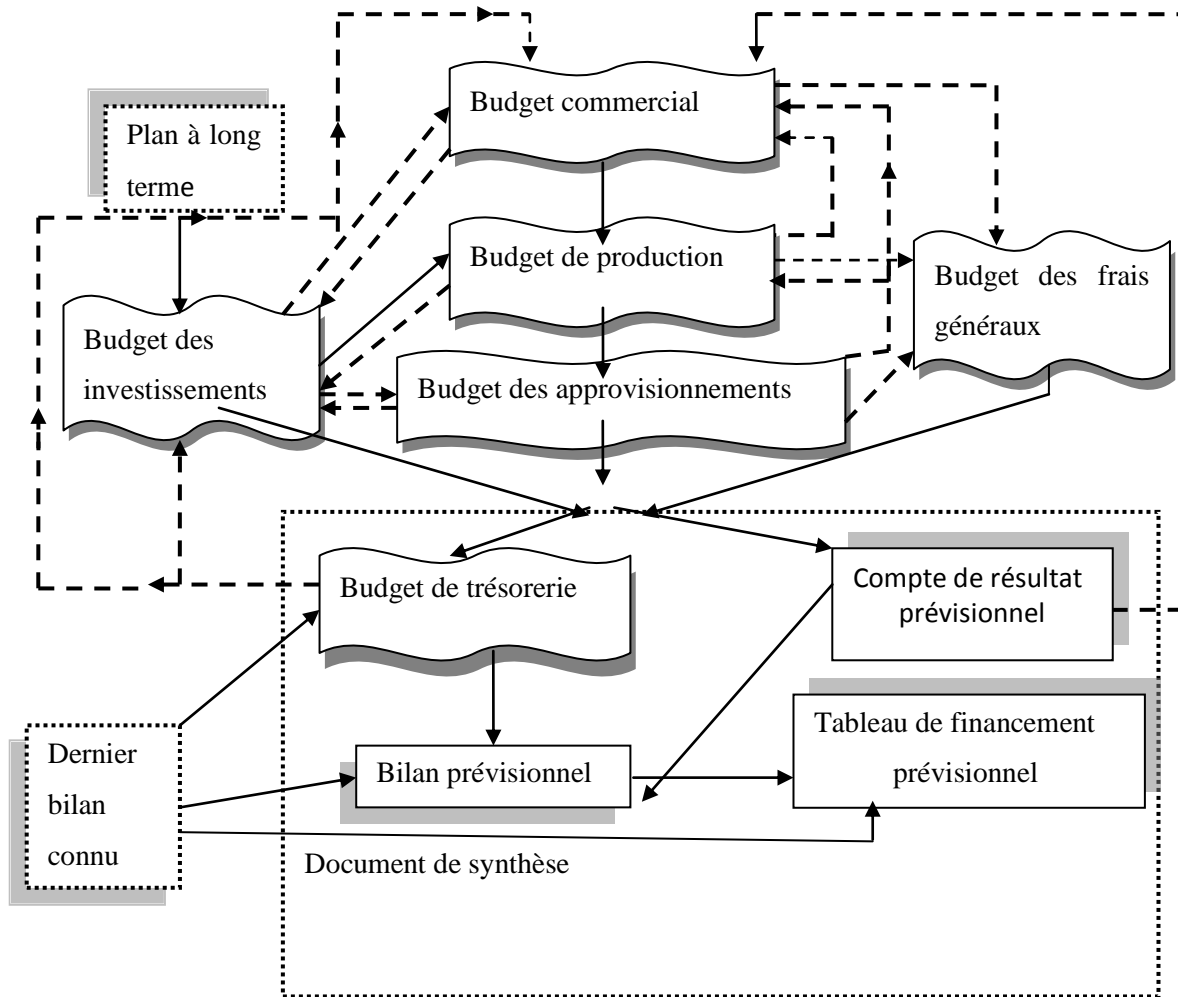 Budget commercial
Plan à long
terme
Budget de production
Budget des frais
généraux
Budget des
investissements
Budget des approvisionnements
Budget de trésorerie
Compte de résultat
prévisionnel
Dernier
bilan
connu
Bilan prévisionnel
Tableau de financement
prévisionnel
Document de synthèse